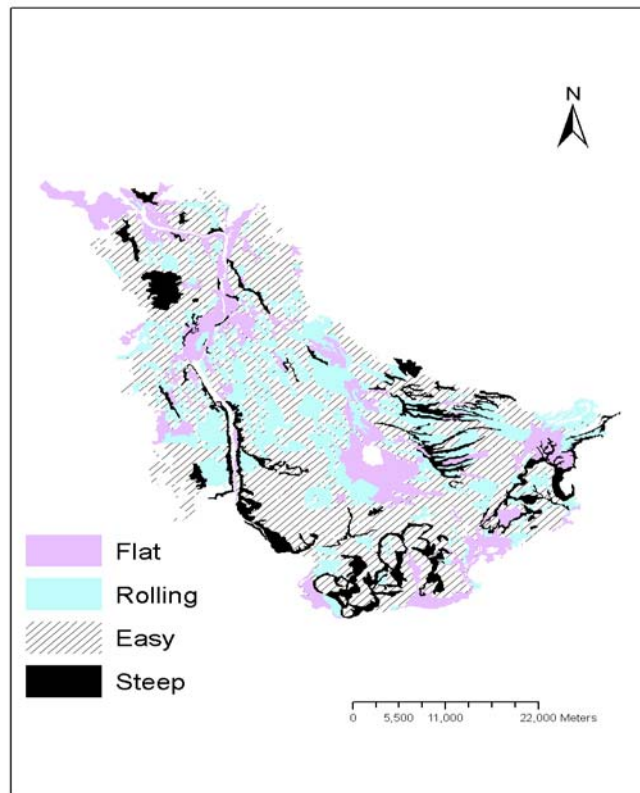 N
Flat
Rolling
Easy
Steep
0 5,500 11,000 22,000 Meters